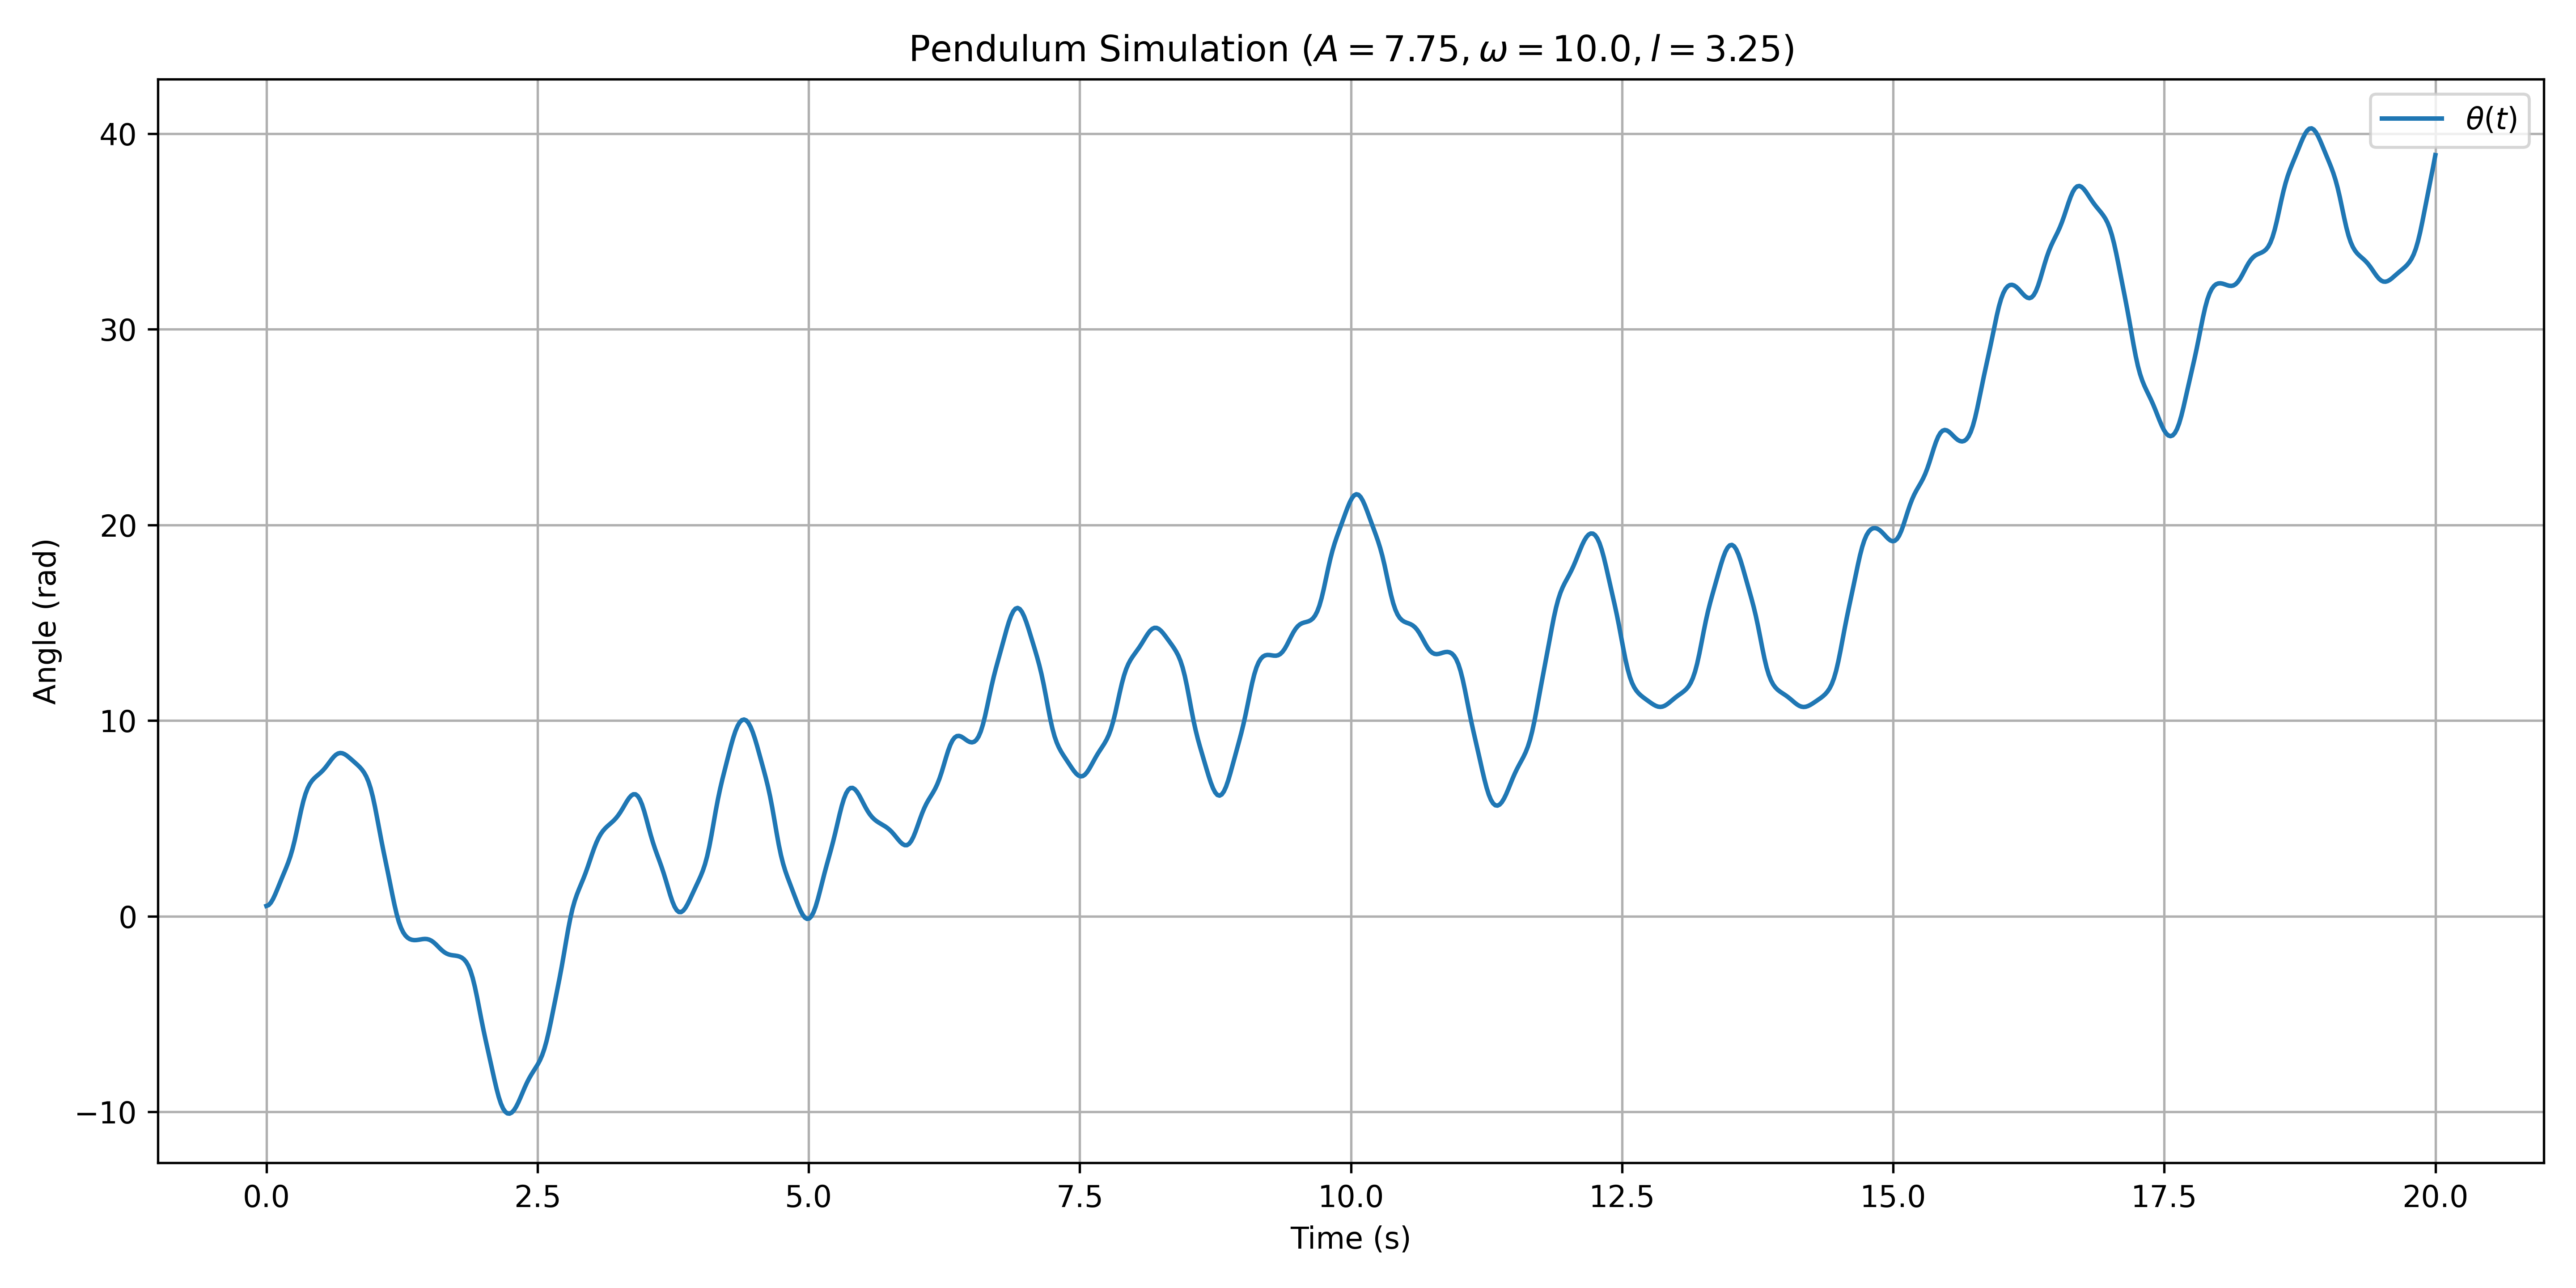 Pendulum Simulation (A = 7.75, ω = 10.0, l = 3.25)
θ(t)
Angle (rad)
40
30
20
10
0
−10
0.0 2.5 5.0 7.5 10.0 12.5 15.0 17.5 20.0
Time (s)